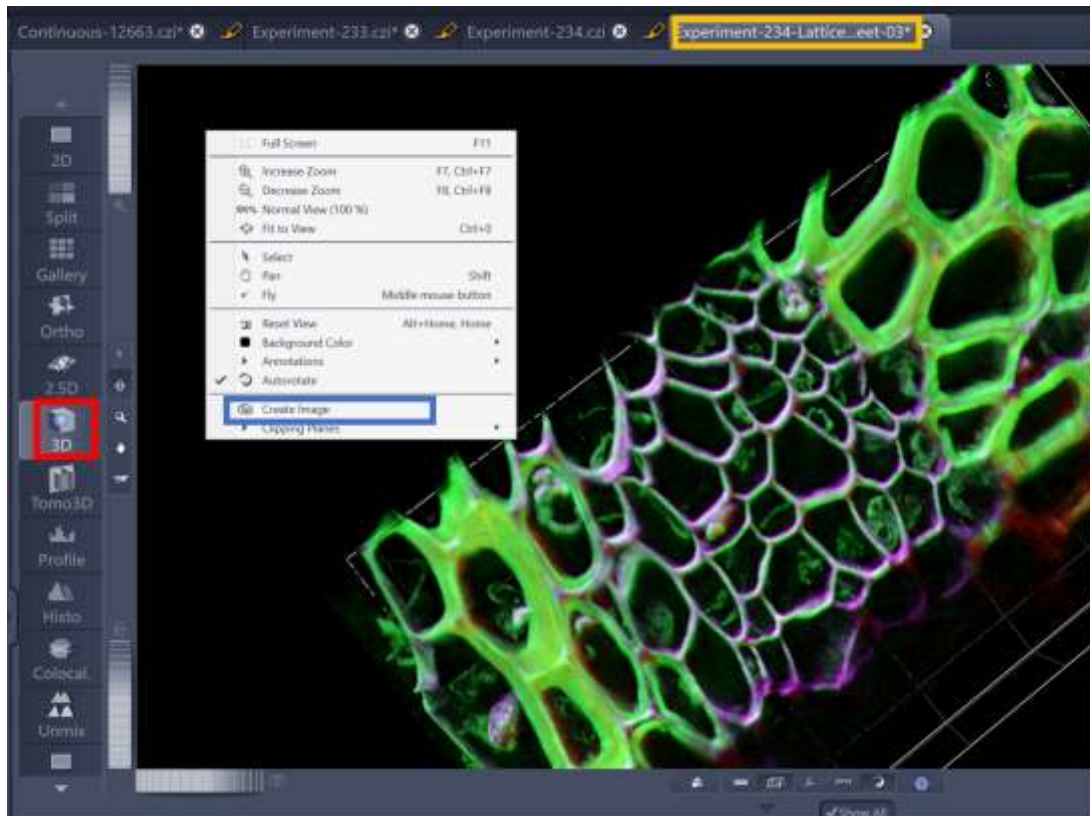 Continuous-12663.czi* Experiment-233.czi* Experiment-234.czi Experiment-234-Lattice...eet-03*
2D
Split
Gallery
Ortho
2.5D
3D
Tomo3D
Profile
Histo
Colocal.
Unmix
Full Screen F11
Increase Zoom F7, Ctrl+F7
Decrease Zoom F8, Ctrl+F8
100% Normal View (100 %)
Fit to View Ctrl+0
Select
Pan Shift
Fly Middle mouse button
Reset View Alt+Home, Home
Background Color
Annotations
Autorotate
Create Image
Clipping Planes
Show All